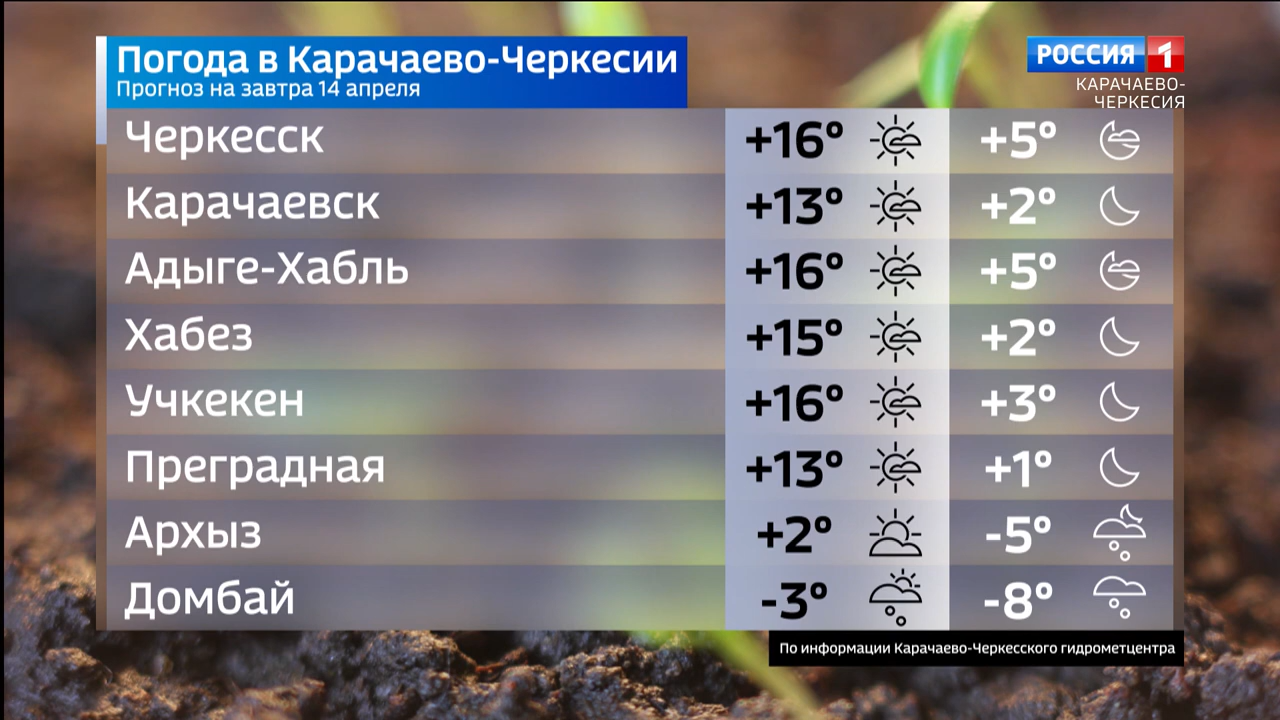 Погода в Карачаево-Черкесии
Прогноз на завтра 14 апреля
РОССИЯ 1
КАРАЧАЕВО-
ЧЕРКЕСИЯ
Черкесск +16° +5°
Карачаевск +13° +2°
Адыге-Хабль +16° +5°
Хабез +15° +2°
Учкекен +16° +3°
Преградная +13° +1°
Архыз +2° -5°
Домбай -3° -8°
По информации Карачаево-Черкесского гидрометцентра